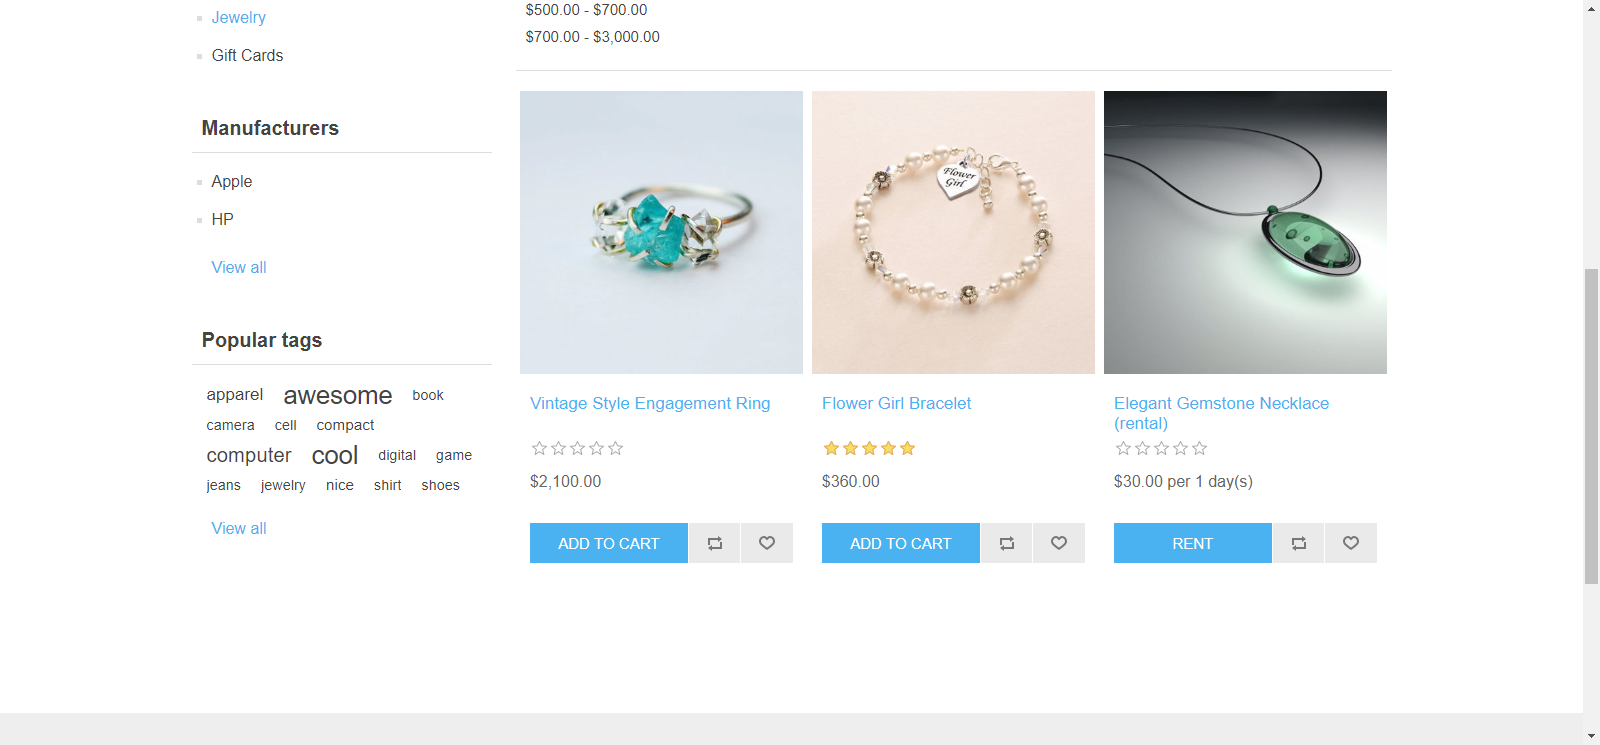 Jewelry
Gift Cards
Manufacturers
Apple
HP
View all
Popular tags
apparel awesome book
camera cell compact
computer cool digital game
jeans jewelry nice shirt shoes
View all
$500.00 - $700.00
$700.00 - $3,000.00
Flower
Girl
Vintage Style Engagement Ring
$2,100.00
ADD TO CART
Flower Girl Bracelet
$360.00
ADD TO CART
Elegant Gemstone Necklace
(rental)
$30.00 per 1 day(s)
RENT